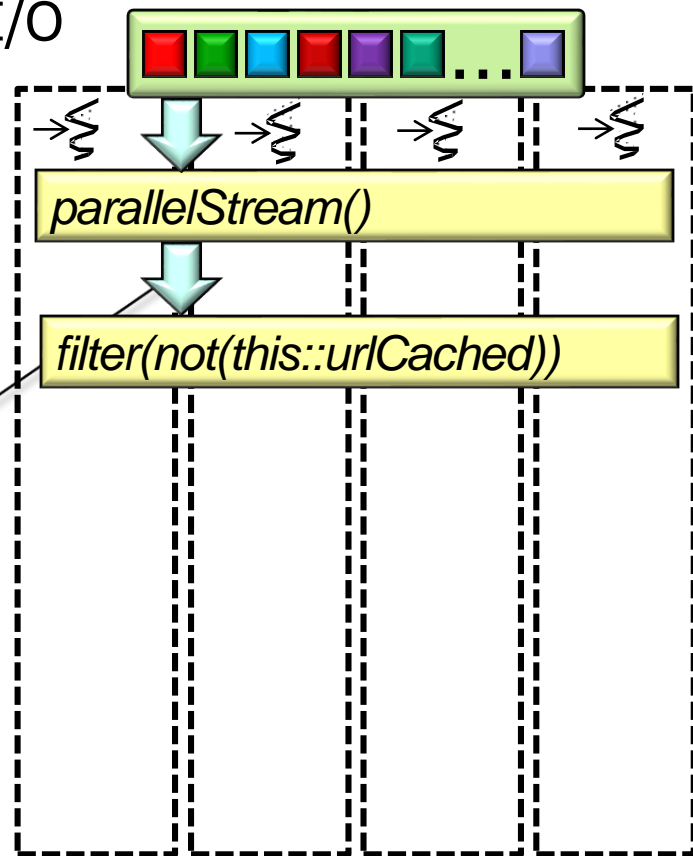 I/O
...
parallelStream()
filter(not(this::urlCached))